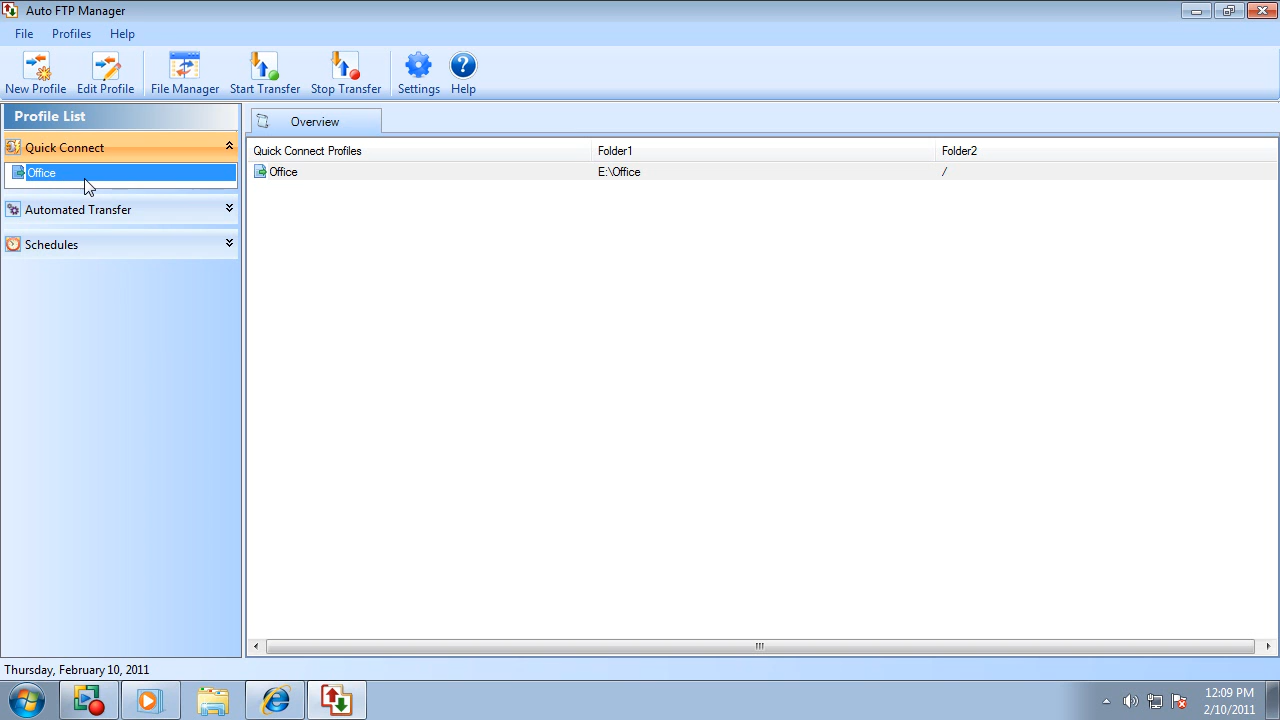 Auto FTP Manager
File Profiles Help
New Profile Edit Profile File Manager Start Transfer Stop Transfer Settings Help
Profile List
Overview
Quick Connect
Office
Automated Transfer
Schedules
Quick Connect Profiles Folder1 Folder2
Office E:\Office /
Thursday, February 10, 2011
12:09 PM
2/10/2011